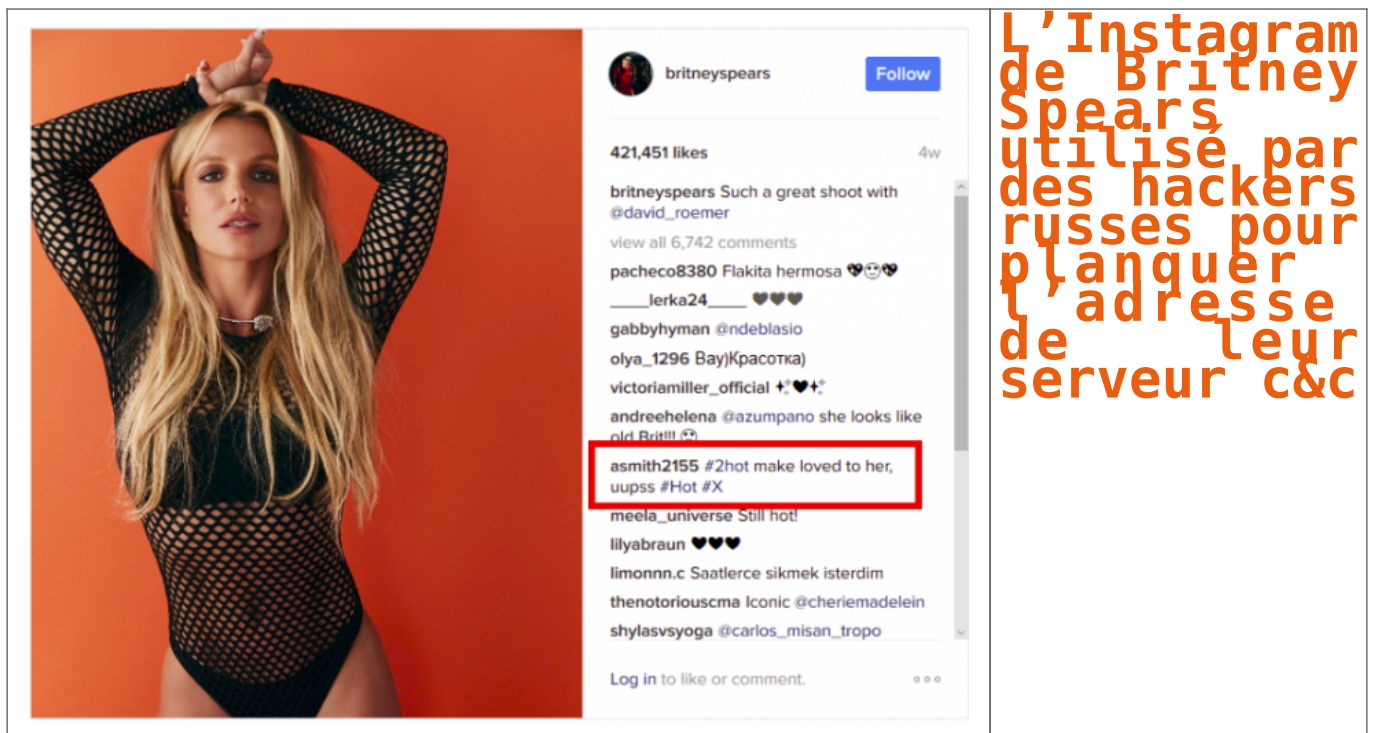 britneyspears Follow
421,451 likes 4w
britneyspears Such a great shoot with
@david_roemer
view all 6,742 comments
pacheco8380 Flakita hermosa 💖😍💖
____lerka24____ ❤❤❤
gabbyhyman @ndeblasio
olya_1296 Вау)Красотка)
victoriamiller_official ✨🖤✨
andreehelena @azumpano she looks like
old Brit!!! 😍
asmith2155 #2hot make loved to her,
uupss #Hot #X
meela_universe Still hot!
lilyabraun ♥♥♥
limonnn.c Saatlerce sikmek isterdim
thenotoriouscma Iconic @cheriemadelein
shylasvsyoga @carlos_misan_tropo
Log in to like or comment.
L’Instagram
de Britney
Spears
utilisé par
des hackers
russes pour
planquer
l’adresse
de leur
serveur c&c